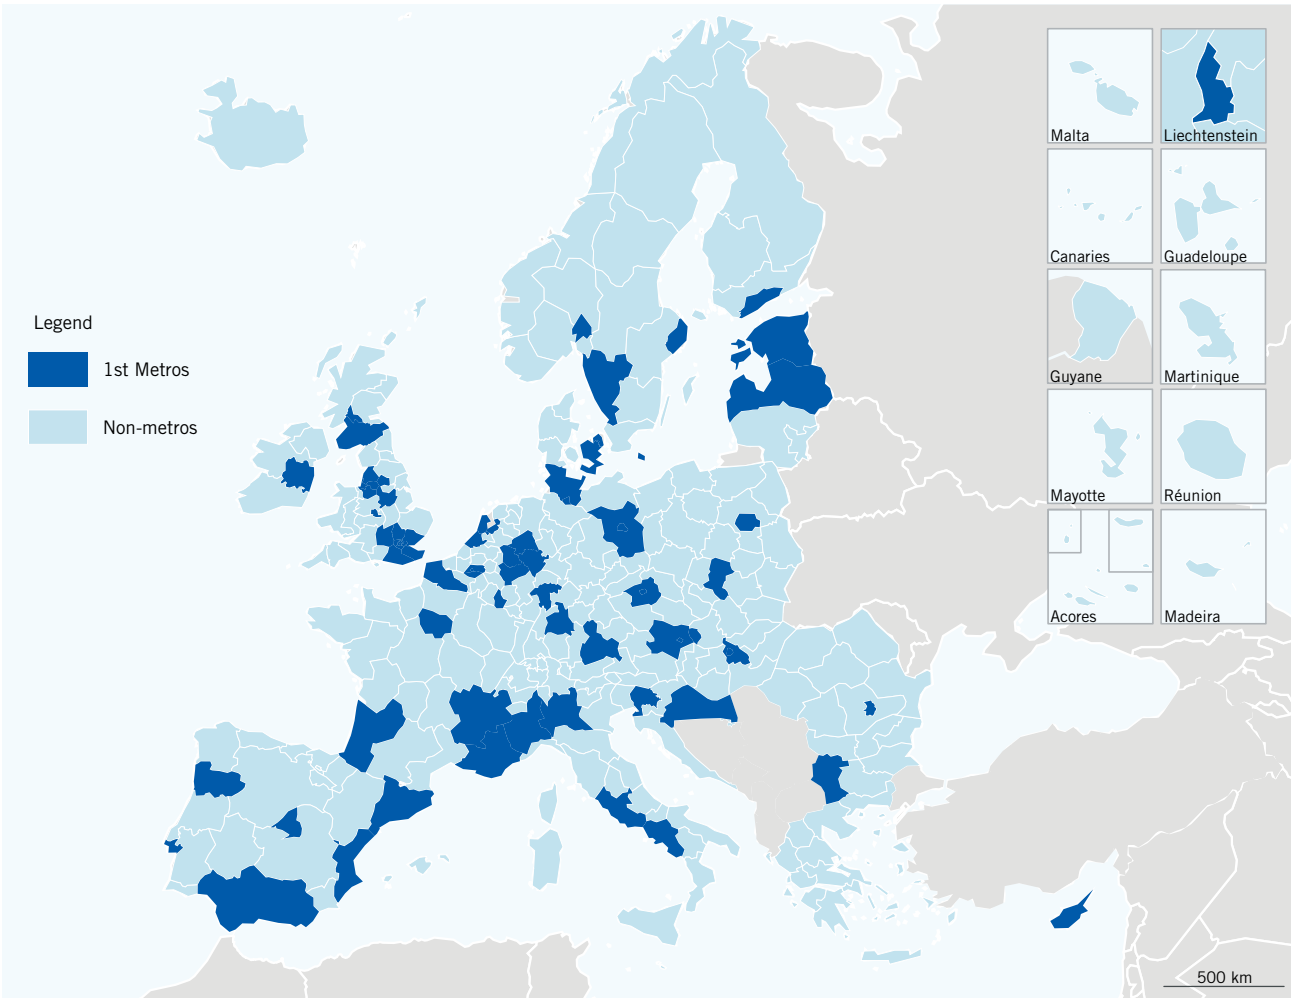 Malta
Liechtenstein
Canaries
Guadeloupe
Legend
1st Metros
Guyane
Martinique
Non-metros
Mayotte
Réunion
Acores
Madeira
500 km